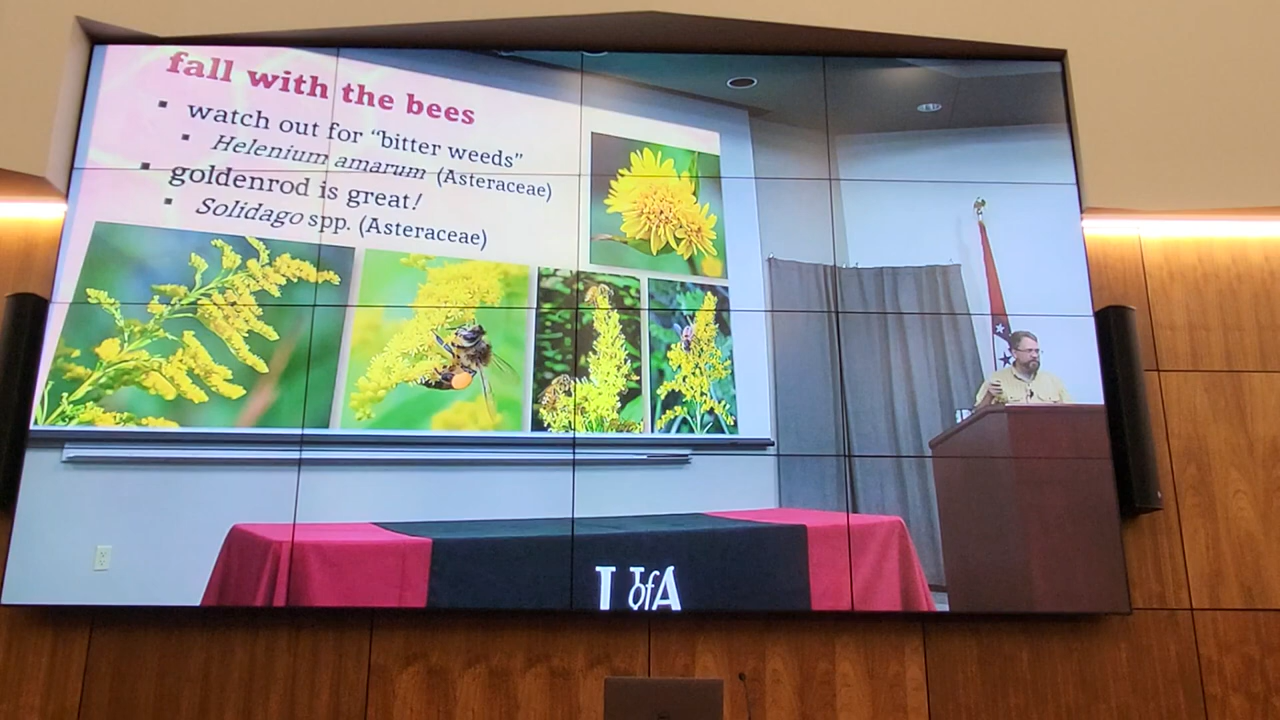 fall with the bees
▪ watch out for “bitter weeds”
▪ Helenium amarum (Asteraceae)
▪ goldenrod is great!
▪ Solidago spp. (Asteraceae)
U of A